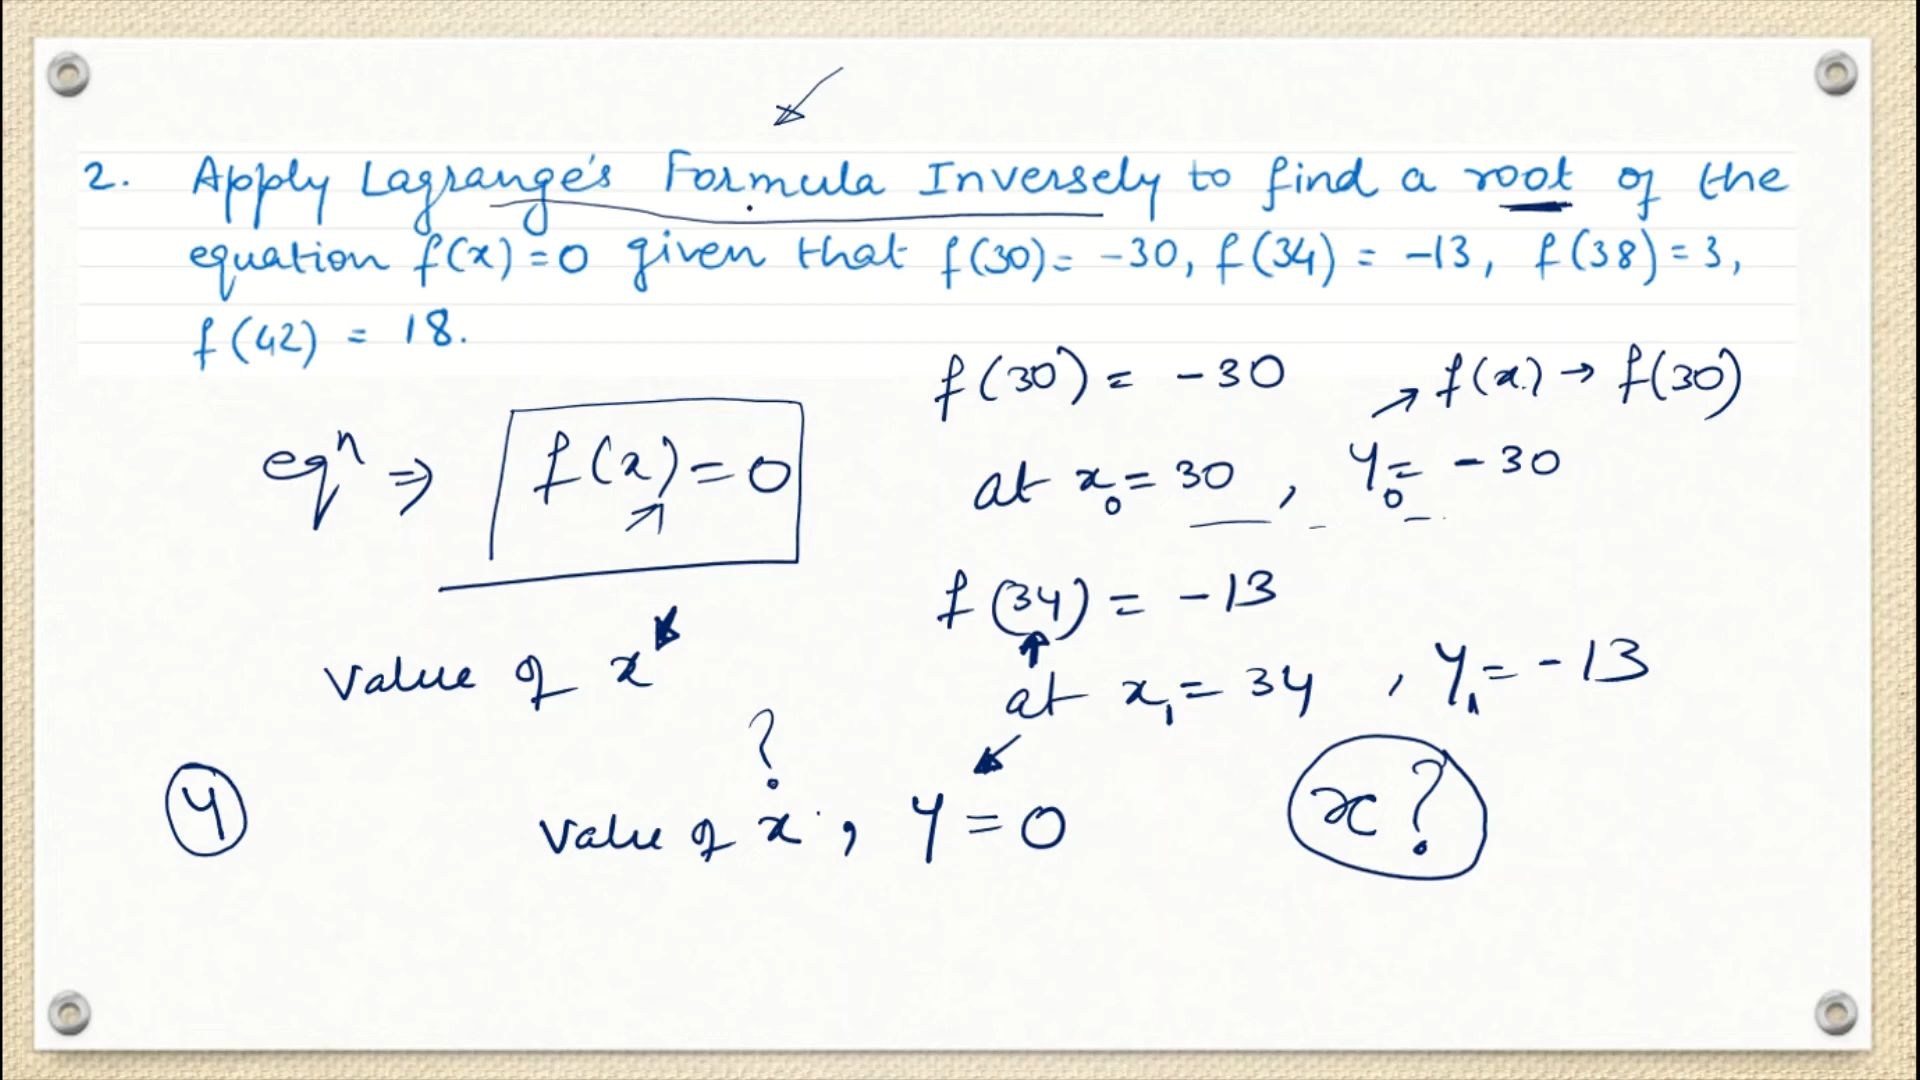 2. Apply Lagrange's Formula Inversely to find a root of the
equation f(x)=0 given that f(30)= -30, f(34) = -13, f(38)=3,
f(42) = 18.
f(30) = -30 ↗ f(x) → f(30)
eqⁿ ⇒ f(x)=0
at x₀= 30 , y₀= -30
f(34) = -13
value of x
at x₁= 34 , y₁= -13
?
4
value of x , y=0
x?